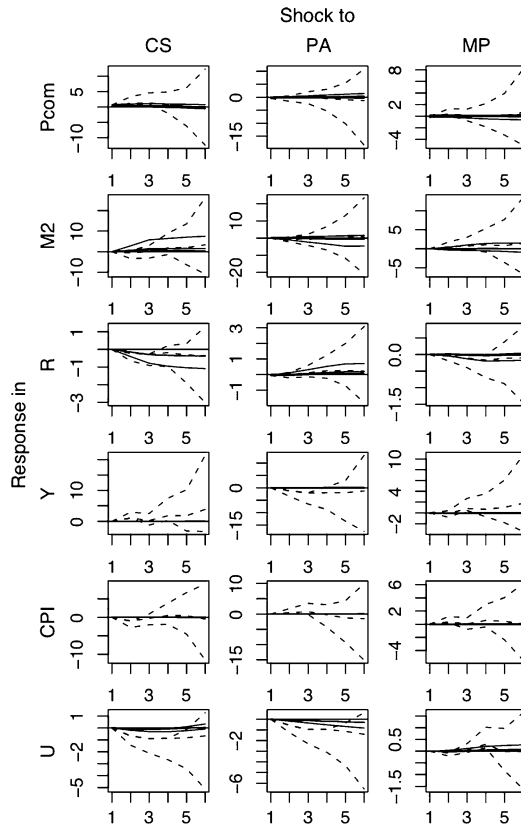 Shock to
CS PA MP
Response in
Pcom
5 -10
0 -15
8 2 -4
1 3 5 1 3 5 1 3 5
M2
10 -10
10 -20
5 -5
1 3 5 1 3 5 1 3 5
R
1 -1 -3
3 1 -1
0.0 -1.5
1 3 5 1 3 5 1 3 5
Y
10 0
0 -15
10 4 -2
1 3 5 1 3 5 1 3 5
CPI
0 -10
10 0 -15
6 0 -4
1 3 5 1 3 5 1 3 5
U
1 -2 -5
-2 -6
0.5 -1.5
1 3 5 1 3 5 1 3 5